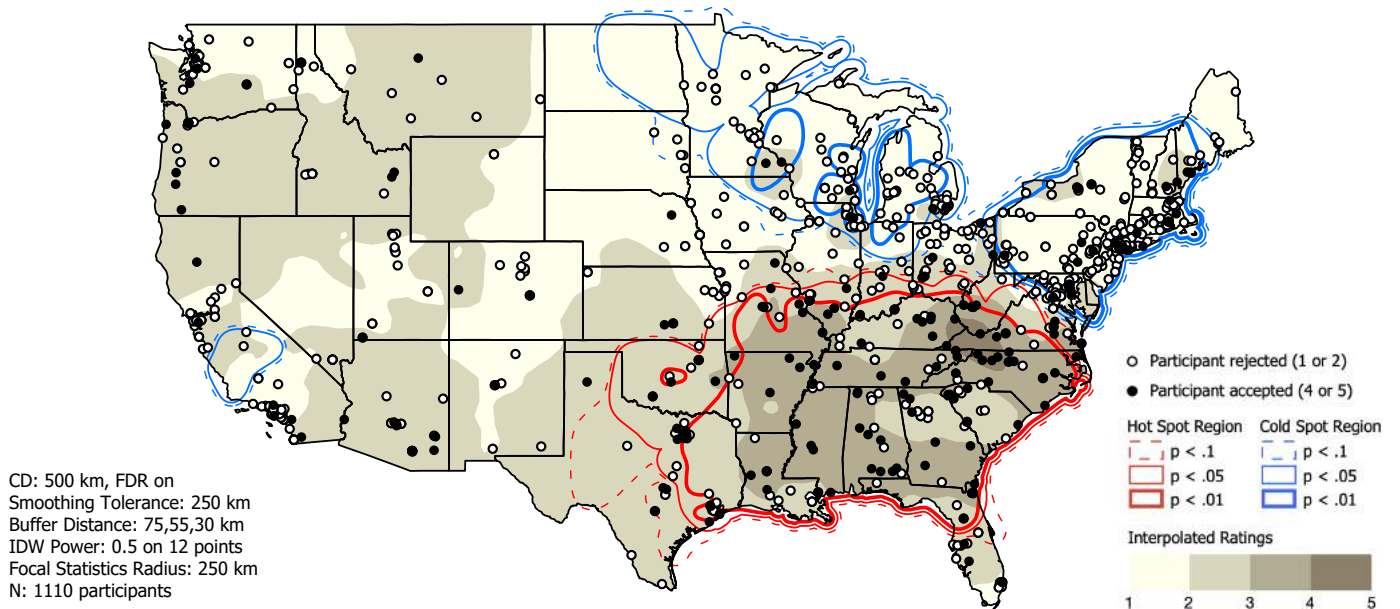 CD: 500 km, FDR on
Smoothing Tolerance: 250 km
Buffer Distance: 75,55,30 km
IDW Power: 0.5 on 12 points
Focal Statistics Radius: 250 km
N: 1110 participants
Participant rejected (1 or 2)
Participant accepted (4 or 5)
Hot Spot Region Cold Spot Region
p < .1 p < .1
p < .05 p < .05
p < .01 p < .01
Interpolated Ratings
1 2 3 4 5